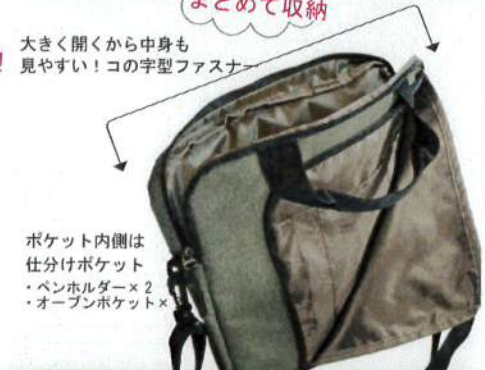 まとめて収納
大きく開くから中身も
見やすい！コの字型ファスナー
ポケット内側は
仕分けポケット
・ペンホルダー×2
・オープンポケット×